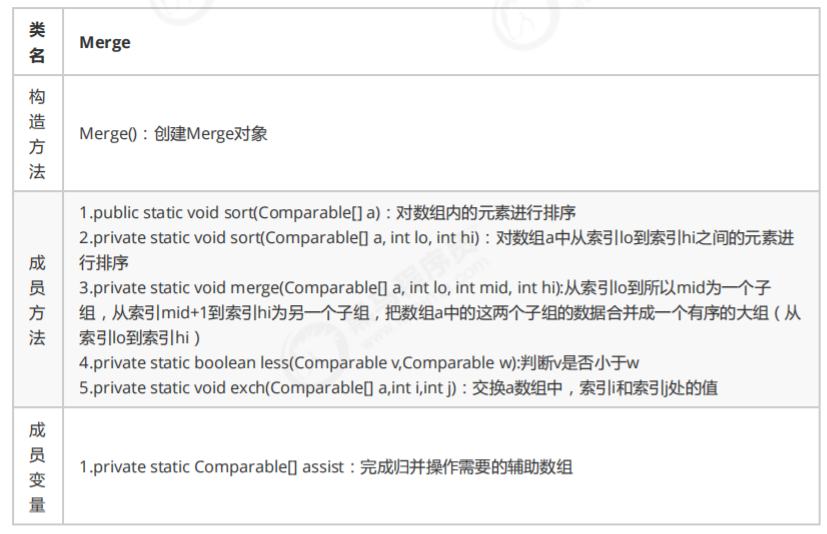 类
名
Merge
构
造
方
法
Merge()：创建Merge对象
成
员
方
法
1.public static void sort(Comparable[] a)：对数组内的元素进行排序
2.private static void sort(Comparable[] a, int lo, int hi)：对数组a中从索引lo到索引hi之间的元素进
行排序
3.private static void merge(Comparable[] a, int lo, int mid, int hi):从索引lo到所以mid为一个子
组，从索引mid+1到索引hi为另一个子组，把数组a中的这两个子组的数据合并成一个有序的大组（从
索引lo到索引hi）
4.private static boolean less(Comparable v,Comparable w):判断v是否小于w
5.private static void exch(Comparable[] a,int i,int j)：交换a数组中，索引i和索引j处的值
成
员
变
量
1.private static Comparable[] assist：完成归并操作需要的辅助数组